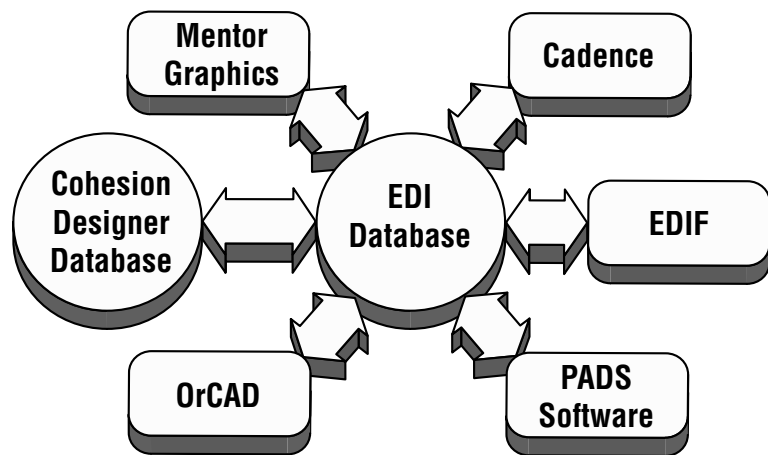 Mentor
Graphics
Cadence
Cohesion
Designer
Database
EDI
Database
EDIF
OrCAD
PADS
Software